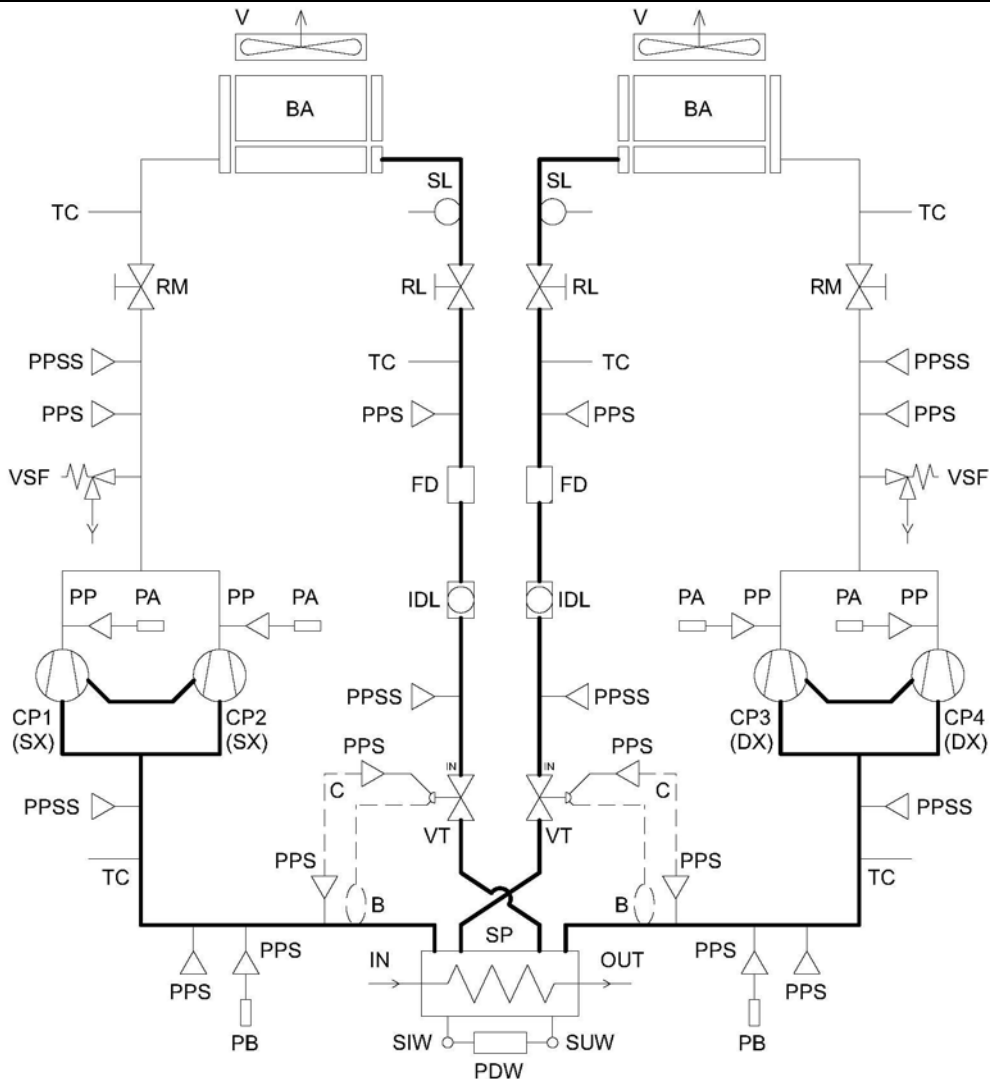 V V
BA BA
SL SL
TC TC
RM RL RL RM
PPSS TC TC PPSS
PPS PPS PPS PPS
VSF FD FD VSF
PP PA PP PA IDL IDL PA PP PA PP
PPSS PPSS
CP1 CP2 CP3 CP4
(SX) (SX) (DX) (DX)
PPS IN IN PPS
C C
PPSS VT VT PPSS
TC PPS PPS TC
B B
SP
IN OUT
PPS PPS PPS PPS
PB SIW SUW PB
PDW